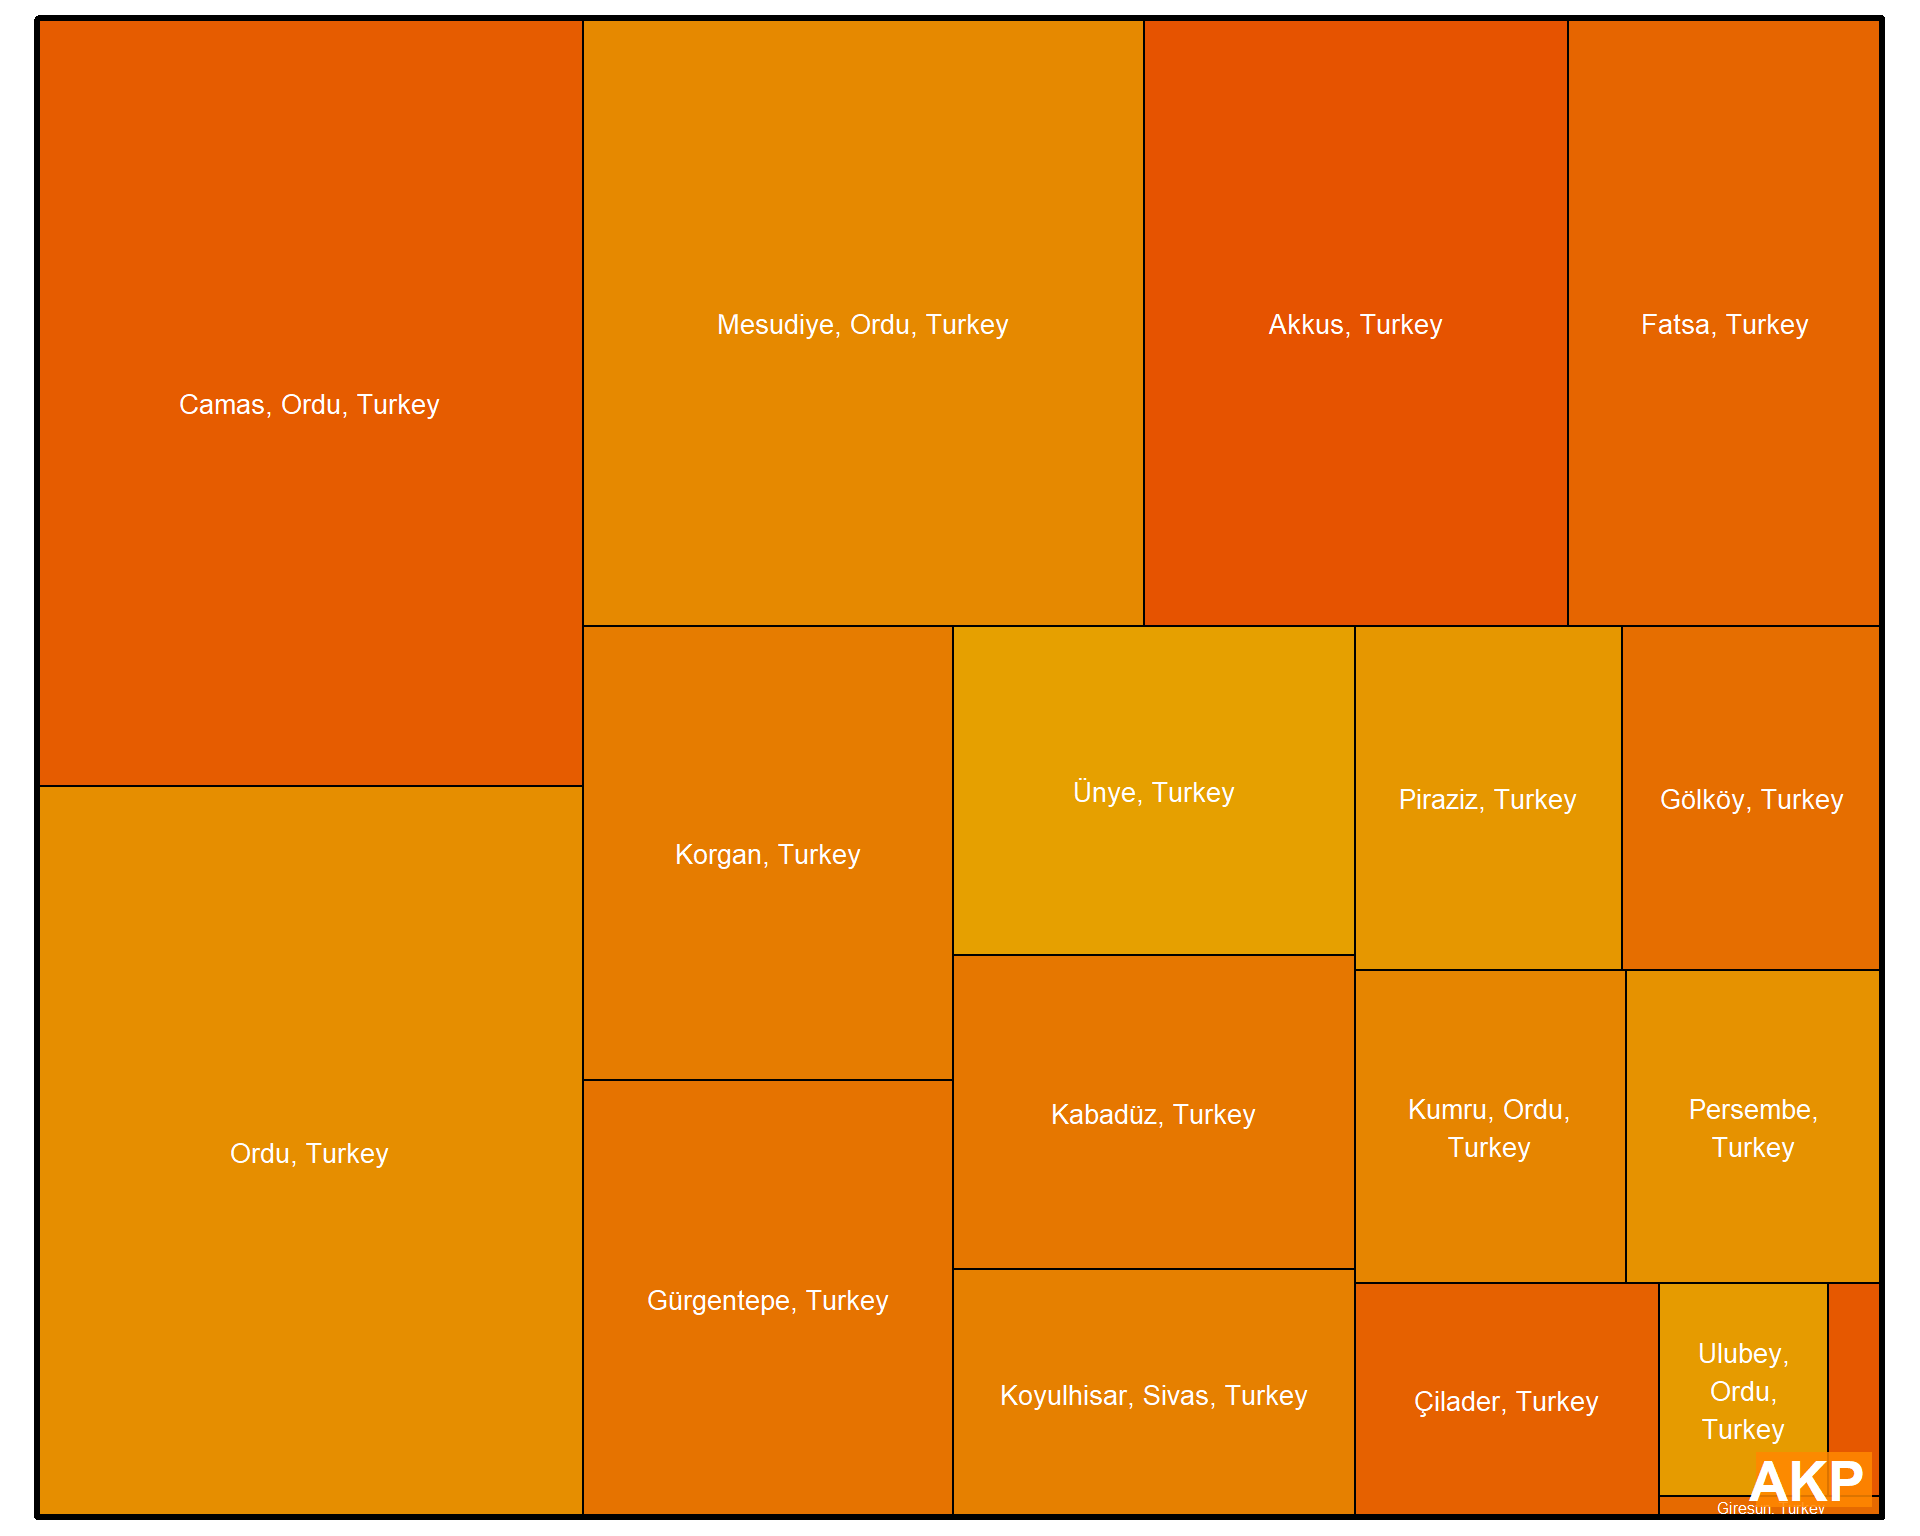 Camas, Ordu, Turkey
Mesudiye, Ordu, Turkey
Akkus, Turkey
Fatsa, Turkey
Ordu, Turkey
Korgan, Turkey
Gürgentepe, Turkey
Ünye, Turkey
Kabadüz, Turkey
Koyulhisar, Sivas, Turkey
Piraziz, Turkey
Gölköy, Turkey
Kumru, Ordu,
Turkey
Persembe,
Turkey
Çilader, Turkey
Ulubey,
Ordu,
Turkey
AKP
Giresun, Turkey